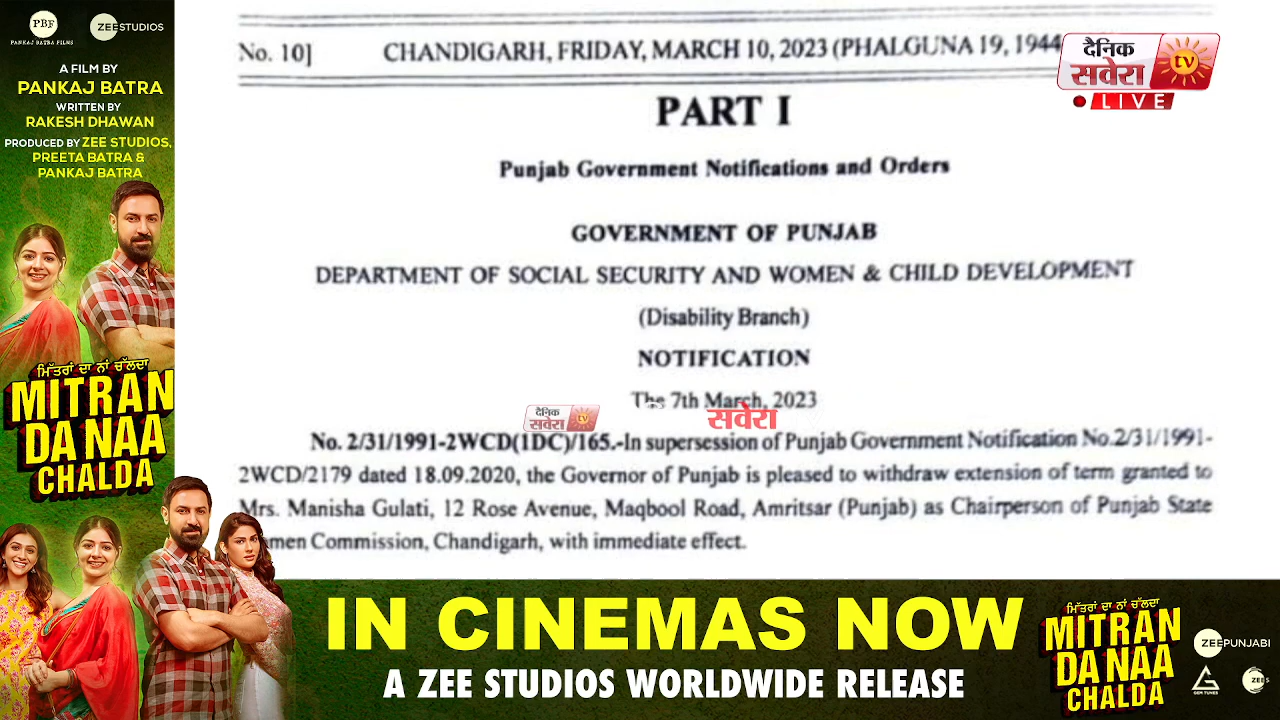 PBF
PANKAJ BATRA FILMS
ZEESTUDIOS
A FILM BY
PANKAJ BATRA
WRITTEN BY
RAKESH DHAWAN
PRODUCED BY ZEE STUDIOS,
PREETA BATRA &
PANKAJ BATRA
ਮਿੱਤਰਾਂ ਦਾ ਨਾਂ ਚੱਲਦਾ
MITRAN
DA NAA
CHALDA
No. 10] CHANDIGARH, FRIDAY, MARCH 10, 2023 (PHALGUNA 19, 1944
दैनिक
सवेरा tv
LIVE
PART I
Punjab Government Notifications and Orders
GOVERNMENT OF PUNJAB
DEPARTMENT OF SOCIAL SECURITY AND WOMEN & CHILD DEVELOPMENT
(Disability Branch)
NOTIFICATION
The 7th March, 2023
दैनिक
सवेरा tv
सवेरा
No. 2/31/1991-2WCD(1DC)/165.-In supersession of Punjab Government Notification No.2/31/1991-
2WCD/2179 dated 18.09.2020, the Governor of Punjab is pleased to withdraw extension of term granted to
Mrs. Manisha Gulati, 12 Rose Avenue, Maqbool Road, Amritsar (Punjab) as Chairperson of Punjab State
Commission, Chandigarh, with immediate effect.
IN CINEMAS NOW
A ZEE STUDIOS WORLDWIDE RELEASE
ਮਿੱਤਰਾਂ ਦਾ ਨਾਂ ਚੱਲਦਾ
MITRAN
DA NAA
CHALDA
ZEEPUNJABI
GEM TUNES
ZEE5